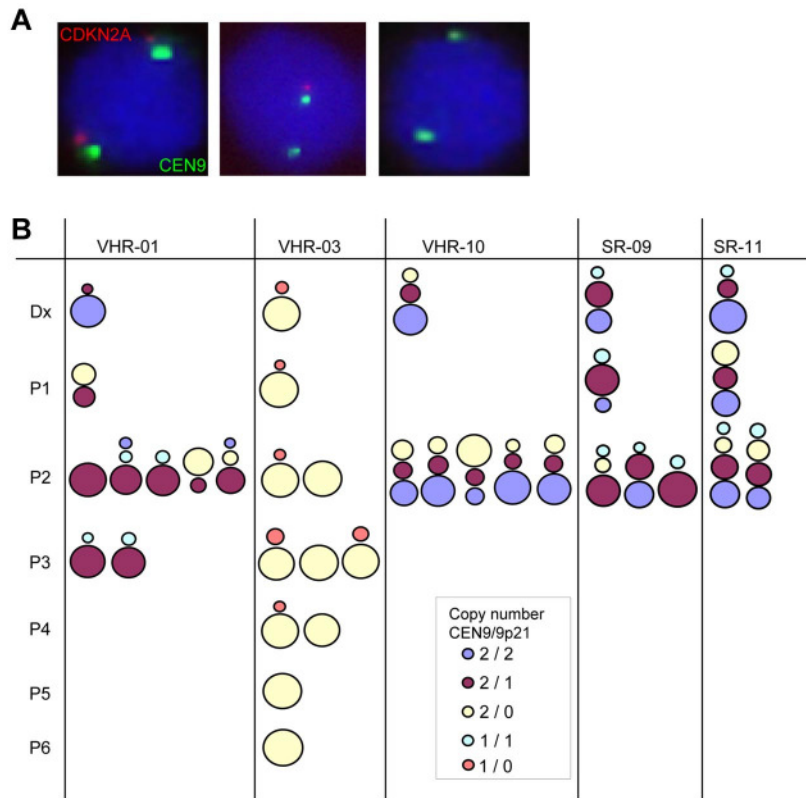 A
CDKN2A
CEN9
B
VHR-01 VHR-03 VHR-10 SR-09 SR-11
Dx
P1
P2
P3
P4
P5
P6
Copy number
CEN9/9p21
2 / 2
2 / 1
2 / 0
1 / 1
1 / 0